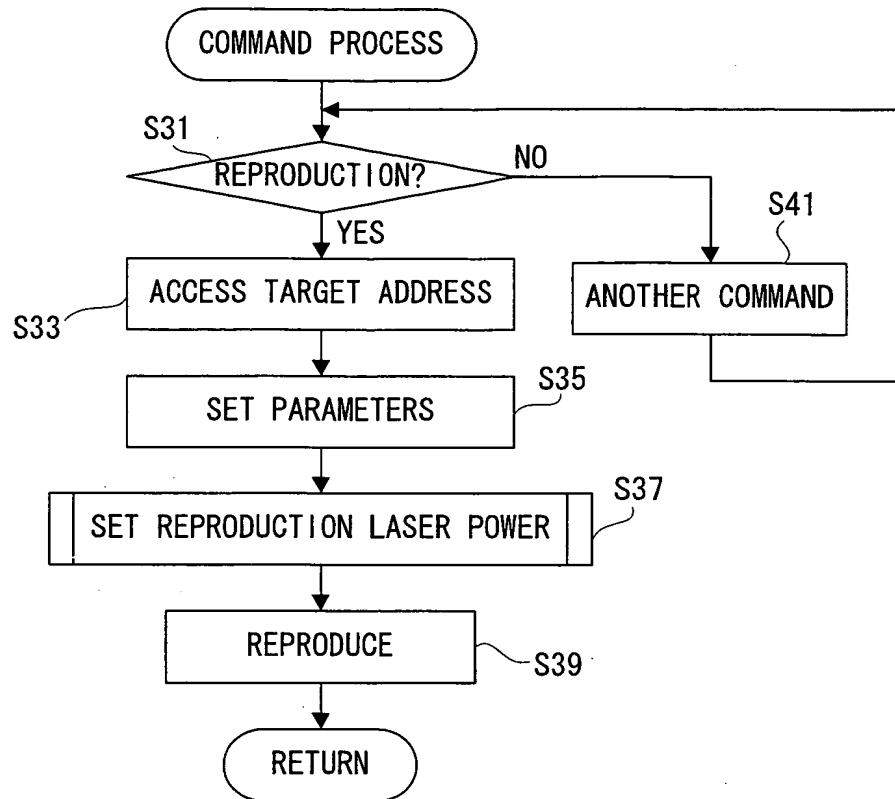 COMMAND PROCESS
S31
REPRODUCTION?
NO
YES
S41
ACCESS TARGET ADDRESS
ANOTHER COMMAND
S33
S35
SET PARAMETERS
S37
SET REPRODUCTION LASER POWER
REPRODUCE
S39
RETURN